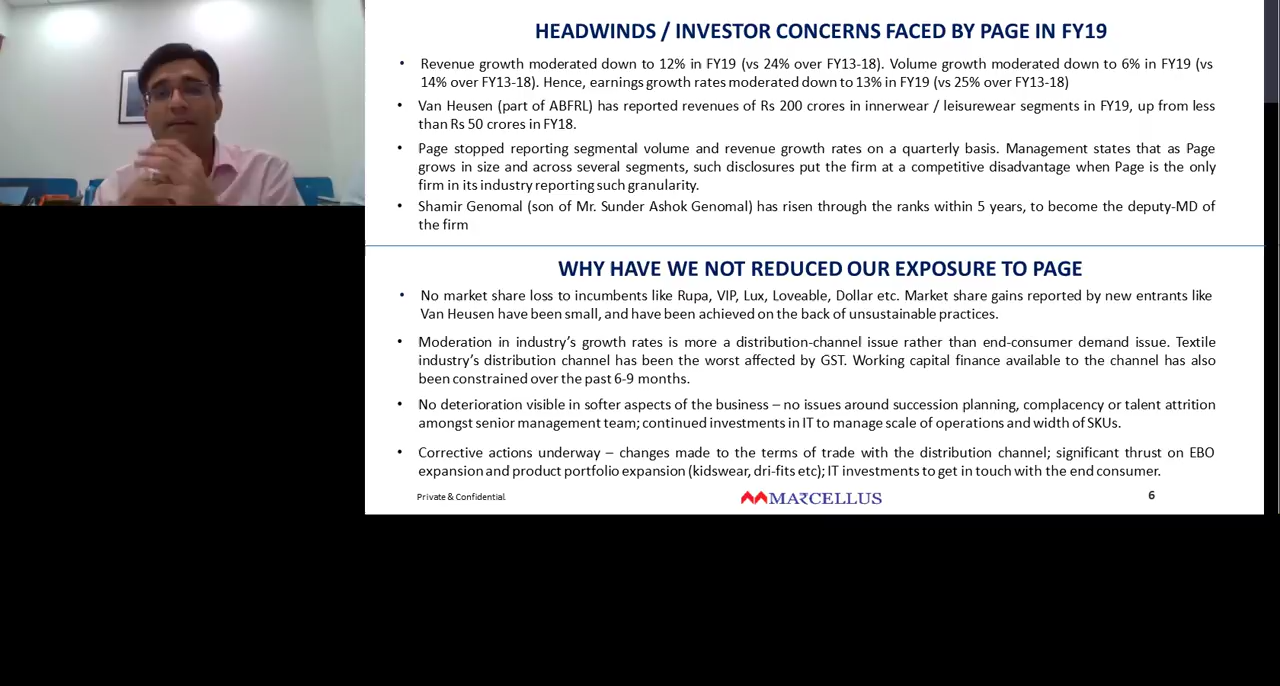 HEADWINDS / INVESTOR CONCERNS FACED BY PAGE IN FY19
• Revenue growth moderated down to 12% in FY19 (vs 24% over FY13-18). Volume growth moderated down to 6% in FY19 (vs
14% over FY13-18). Hence, earnings growth rates moderated down to 13% in FY19 (vs 25% over FY13-18)
• Van Heusen (part of ABFRL) has reported revenues of Rs 200 crores in innerwear / leisurewear segments in FY19, up from less
than Rs 50 crores in FY18.
• Page stopped reporting segmental volume and revenue growth rates on a quarterly basis. Management states that as Page
grows in size and across several segments, such disclosures put the firm at a competitive disadvantage when Page is the only
firm in its industry reporting such granularity.
• Shamir Genomal (son of Mr. Sunder Ashok Genomal) has risen through the ranks within 5 years, to become the deputy-MD of
the firm
WHY HAVE WE NOT REDUCED OUR EXPOSURE TO PAGE
• No market share loss to incumbents like Rupa, VIP, Lux, Loveable, Dollar etc. Market share gains reported by new entrants like
Van Heusen have been small, and have been achieved on the back of unsustainable practices.
• Moderation in industry's growth rates is more a distribution-channel issue rather than end-consumer demand issue. Textile
industry's distribution channel has been the worst affected by GST. Working capital finance available to the channel has also
been constrained over the past 6-9 months.
• No deterioration visible in softer aspects of the business – no issues around succession planning, complacency or talent attrition
amongst senior management team; continued investments in IT to manage scale of operations and width of SKUs.
• Corrective actions underway – changes made to the terms of trade with the distribution channel; significant thrust on EBO
expansion and product portfolio expansion (kidswear, dri-fits etc); IT investments to get in touch with the end consumer.
Private & Confidential
MARCELLUS
6